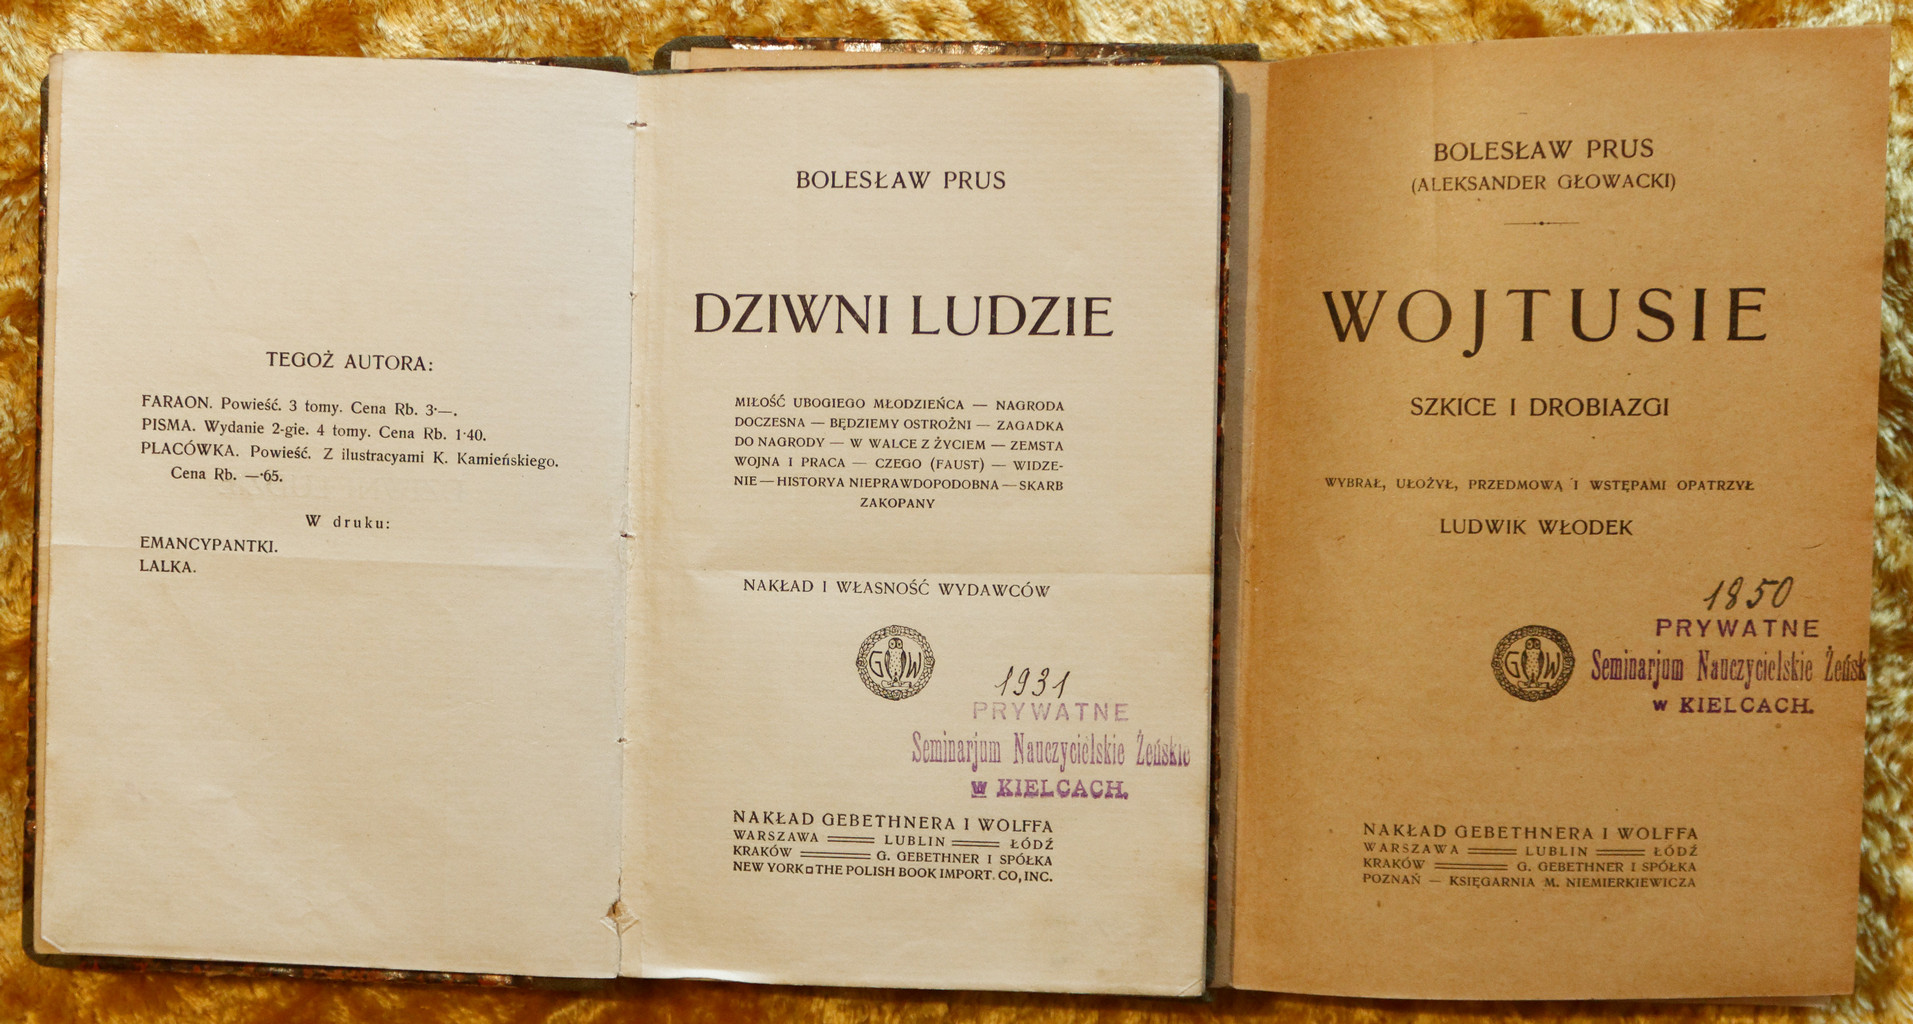 TEGOŻ AUTORA:
FARAON. Powieść. 3 tomy. Cena Rb. 3·—.
PISMA. Wydanie 2-gie. 4 tomy. Cena Rb. 1·40.
PLACÓWKA. Powieść. Z ilustracyami K. Kamieńskiego.
Cena Rb. —·65.
W druku:
EMANCYPANTKI.
LALKA.
BOLESŁAW PRUS
DZIWNI LUDZIE
MIŁOŚĆ UBOGIEGO MŁODZIEŃCA — NAGRODA
DOCZESNA — BĘDZIEMY OSTROŻNI — ZAGADKA
DO NAGRODY — W WALCE Z ŻYCIEM — ZEMSTA
WOJNA I PRACA — CZEGO (FAUST) — WIDZE-
NIE — HISTORYA NIEPRAWDOPODOBNA — SKARB
ZAKOPANY
NAKŁAD I WŁASNOŚĆ WYDAWCÓW
G W
1931
PRYWATNE
Seminarjum Nauczycielskie Żeńskie
w KIELCACH.
NAKŁAD GEBETHNERA I WOLFFA
WARSZAWA — LUBLIN — ŁÓDŹ
KRAKÓW — G. GEBETHNER I SPÓŁKA
NEW YORK THE POLISH BOOK IMPORT. CO, INC.
BOLESŁAW PRUS
(ALEKSANDER GŁOWACKI)
WOJTUSIE
SZKICE I DROBIAZGI
WYBRAŁ, UŁOŻYŁ, PRZEDMOWĄ I WSTĘPAMI OPATRZYŁ
LUDWIK WŁODEK
G W
1850
PRYWATNE
Seminarjum Nauczycielskie Żeńsk
w KIELCACH.
NAKŁAD GEBETHNERA I WOLFFA
WARSZAWA — LUBLIN — ŁÓDŹ
KRAKÓW — G. GEBETHNER I SPÓŁKA
POZNAŃ — KSIĘGARNIA M. NIEMIERKIEWICZA